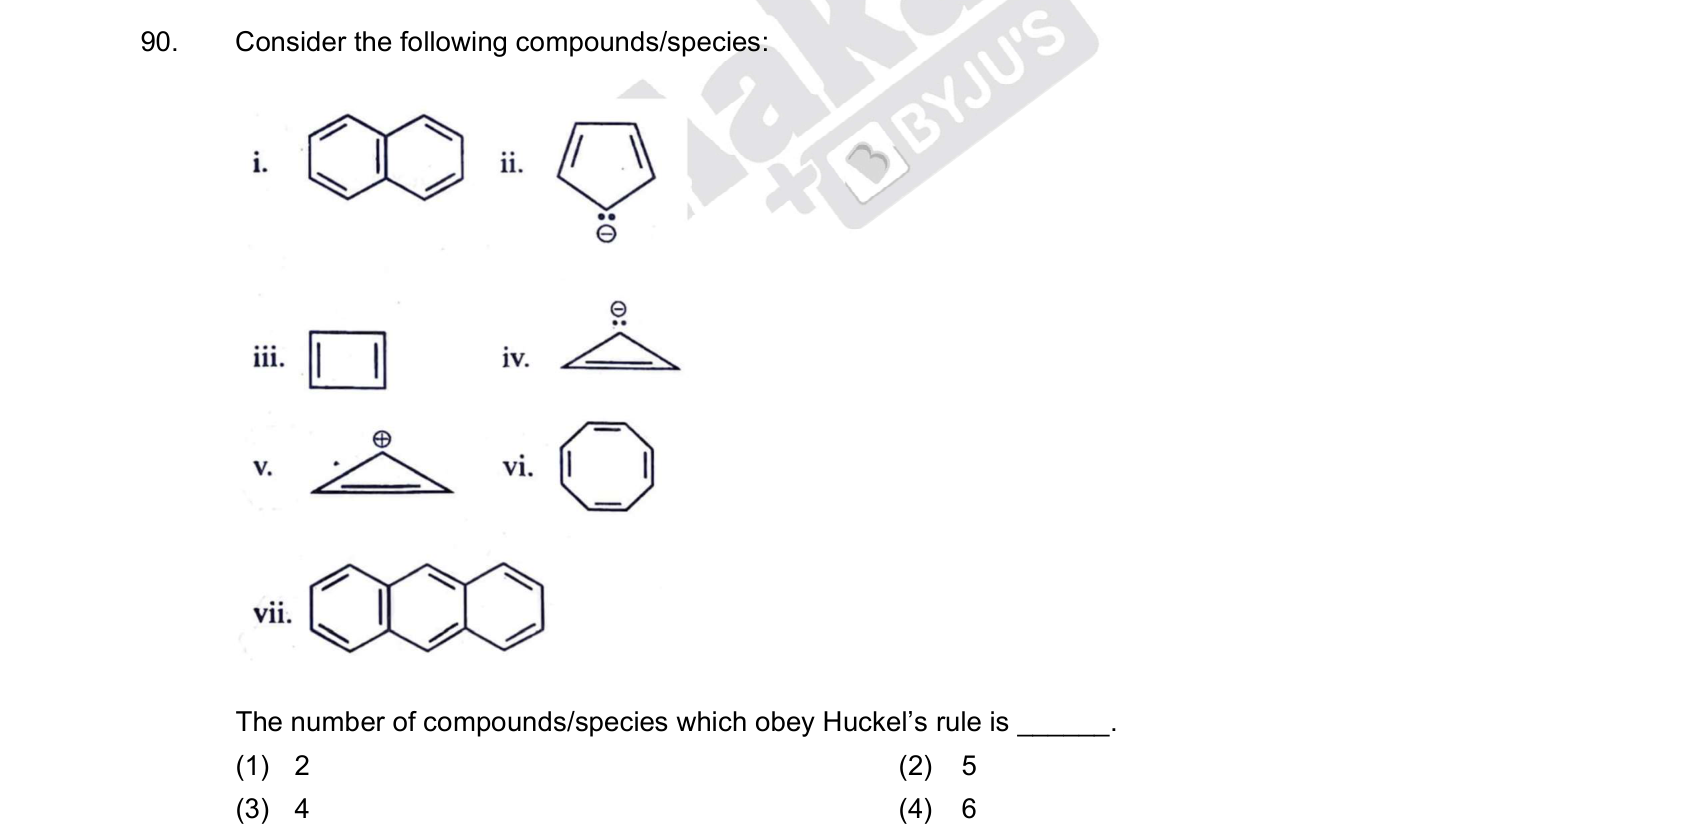 90. Consider the following compounds/species:
i. ii.
iii. iv.
v. vi.
vii.
The number of compounds/species which obey Huckel’s rule is ______.
(1) 2 (2) 5
(3) 4 (4) 6
BYJU'S